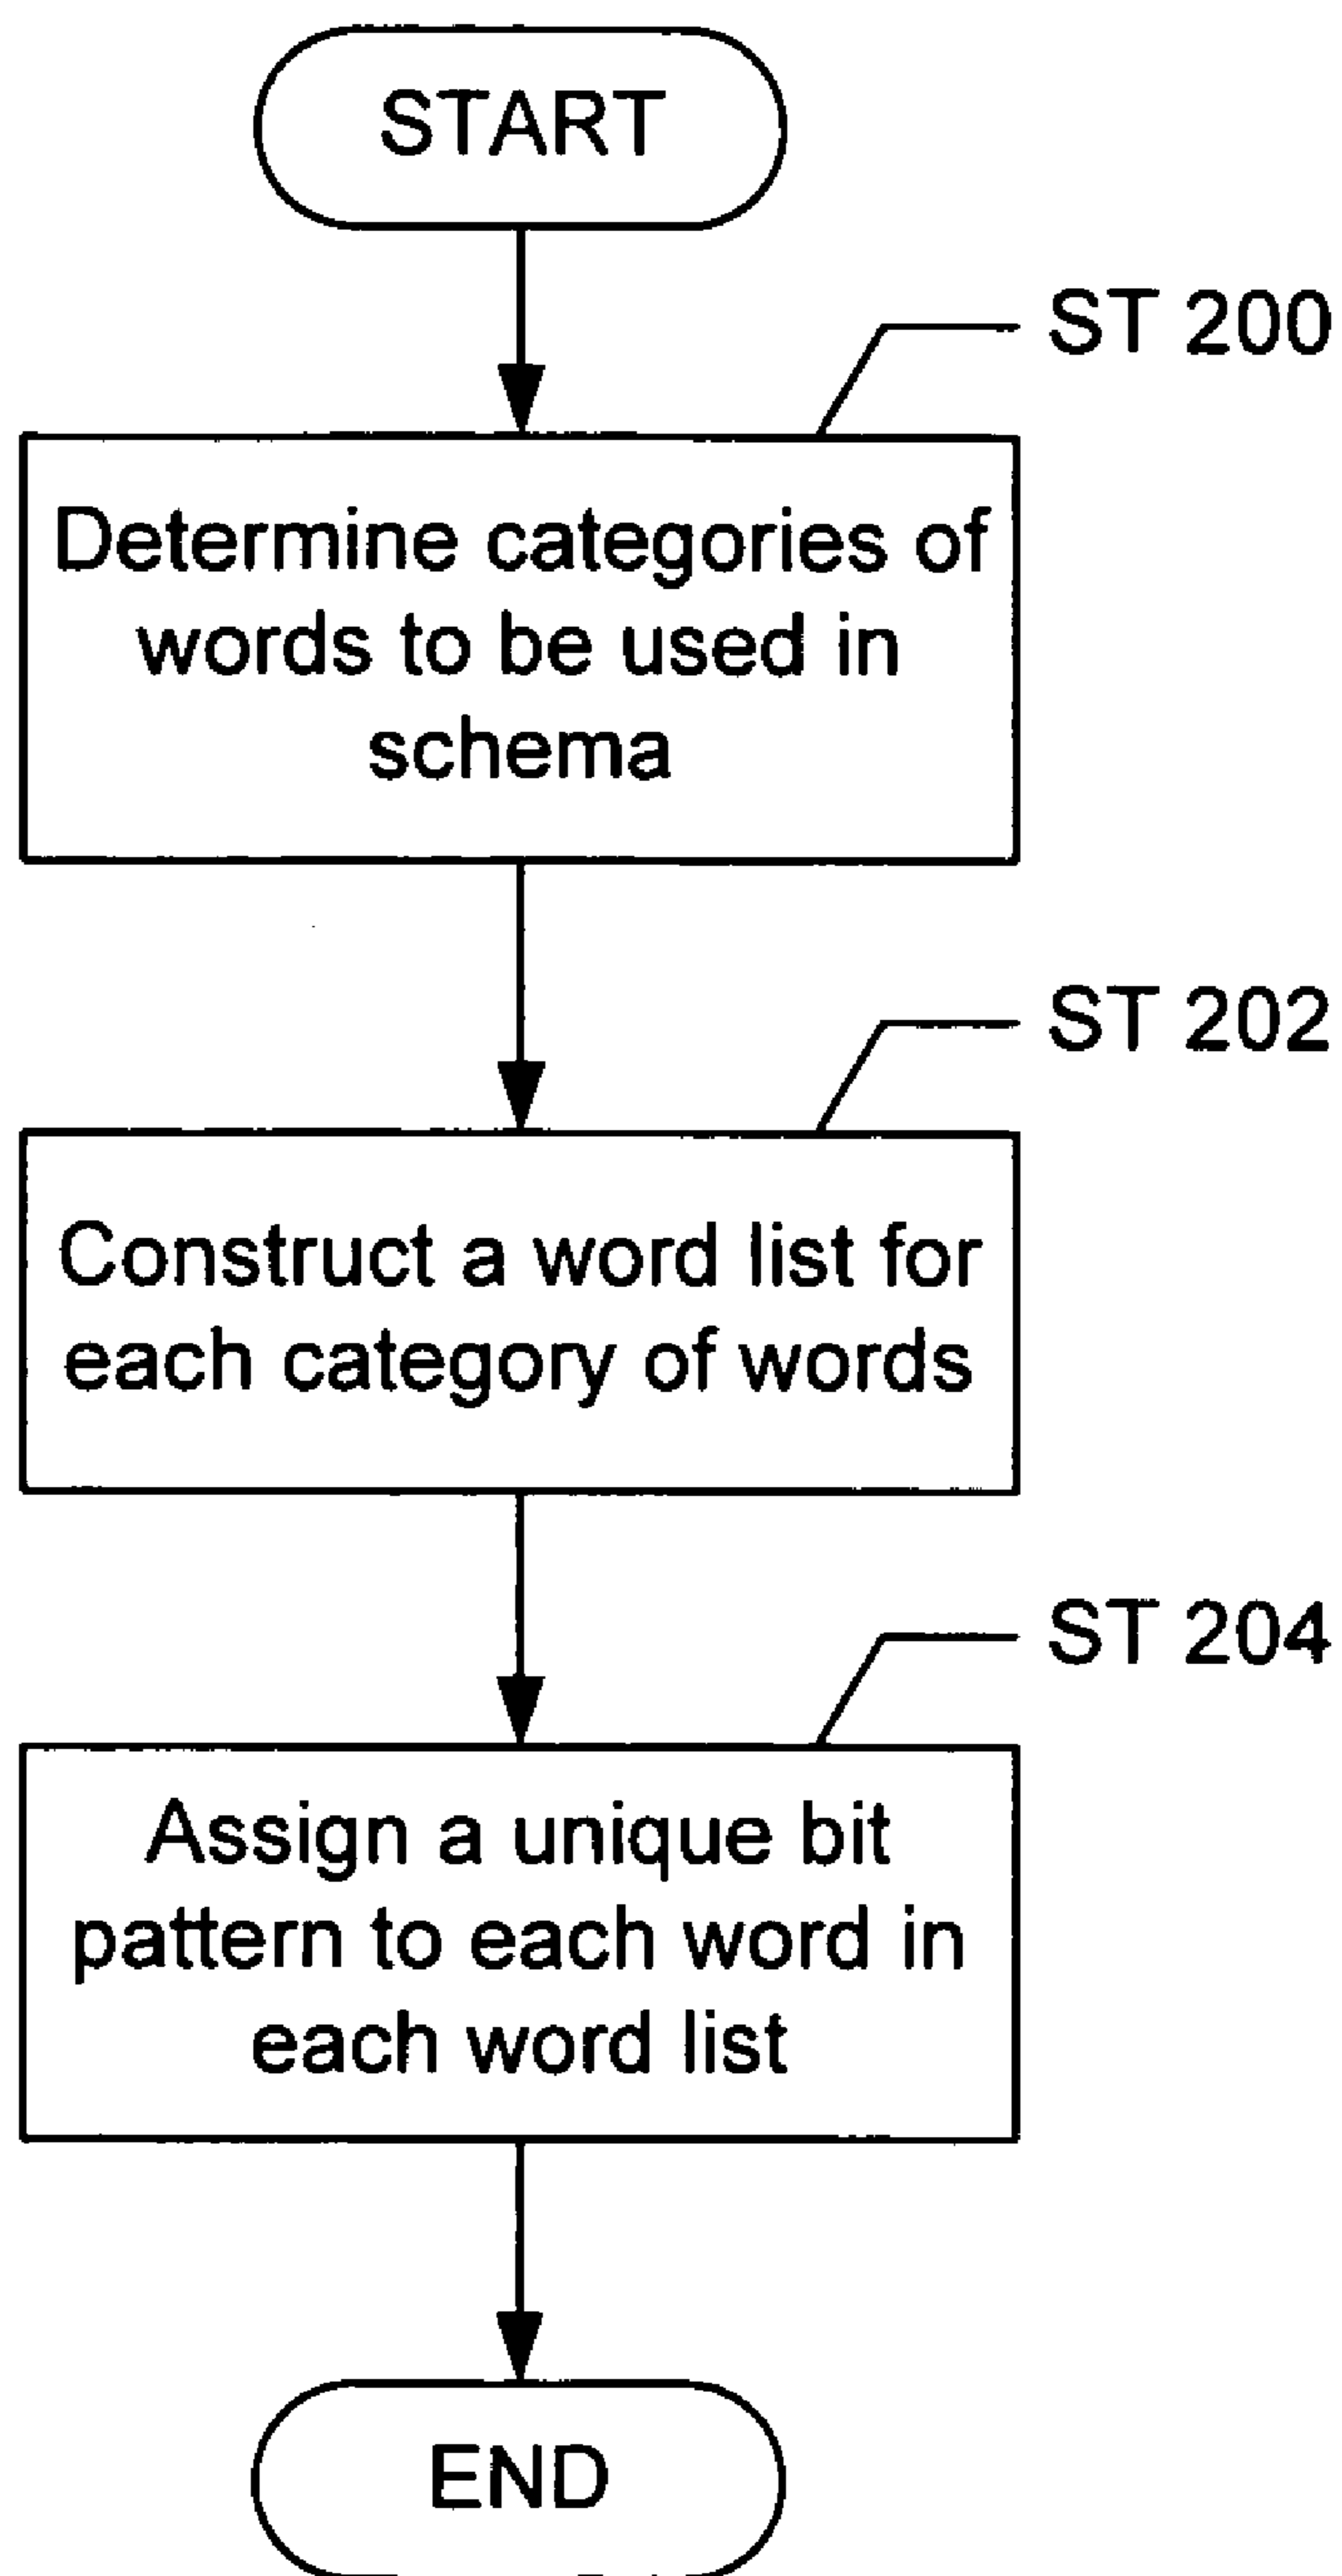 START
ST 200
Determine categories of
words to be used in
schema
ST 202
Construct a word list for
each category of words
ST 204
Assign a unique bit
pattern to each word in
each word list
END